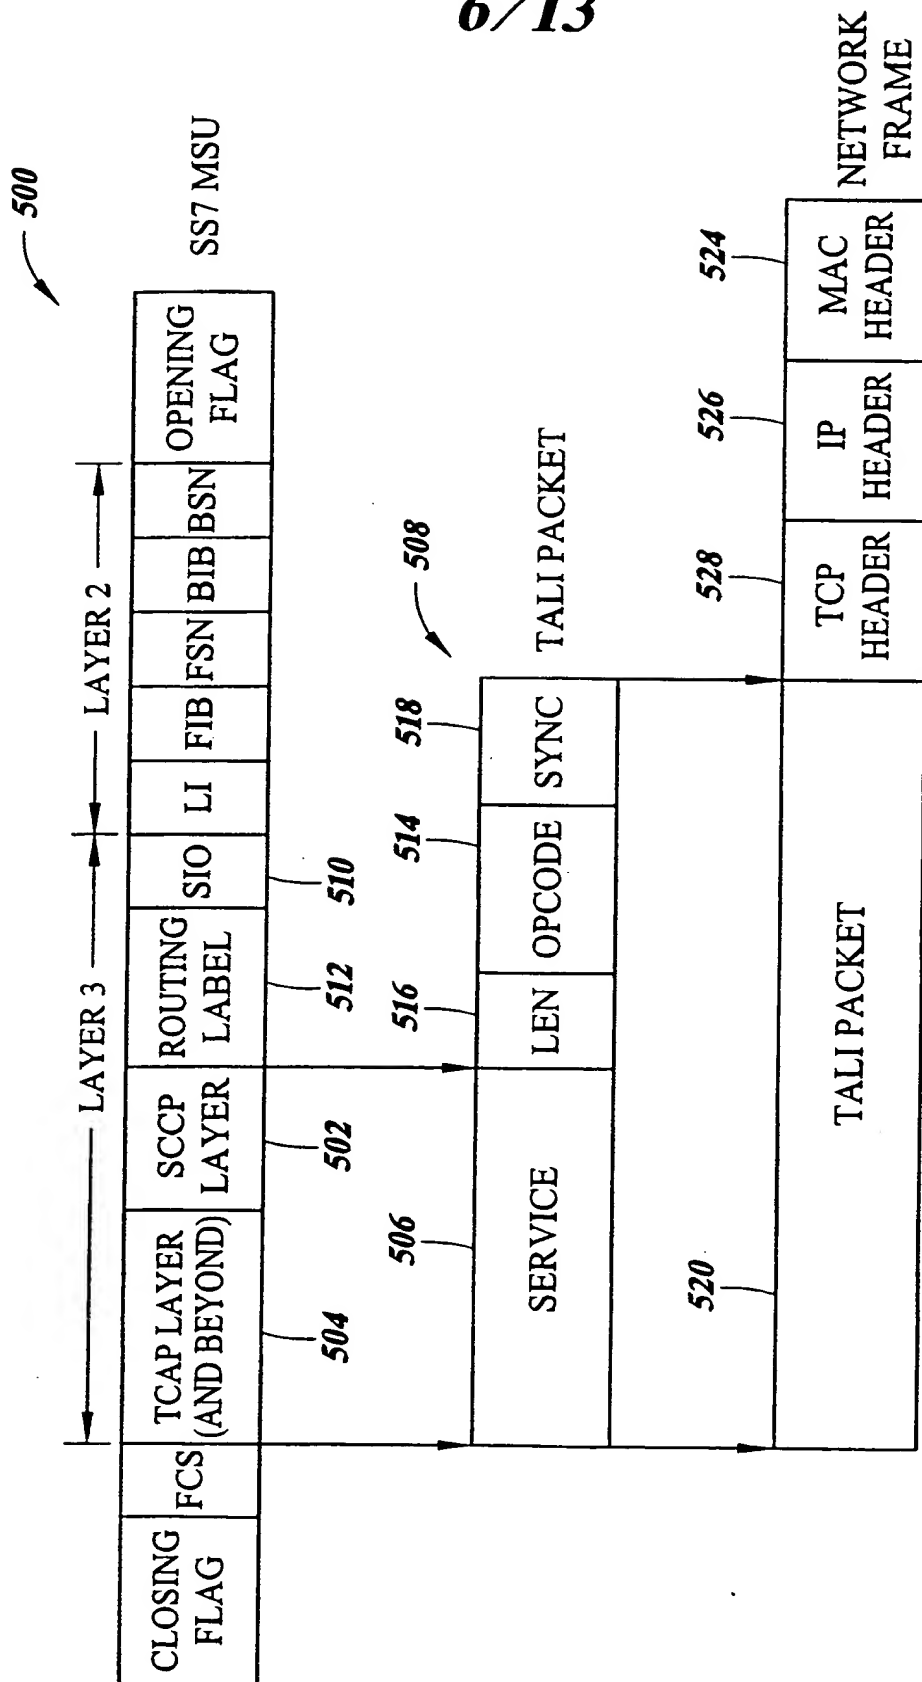 6/13
500
LAYER 3
LAYER 2
CLOSING
FLAG
FCS
TCAP LAYER
(AND BEYOND)
SCCP
LAYER
ROUTING
LABEL
SIO
LI
FIB
FSN
BIB
BSN
OPENING
FLAG
SS7 MSU
504
502
512
510
506
516
514
518
508
SERVICE
LEN
OPCODE
SYNC
TALI PACKET
520
528
526
524
TALI PACKET
TCP
HEADER
IP
HEADER
MAC
HEADER
NETWORK
FRAME